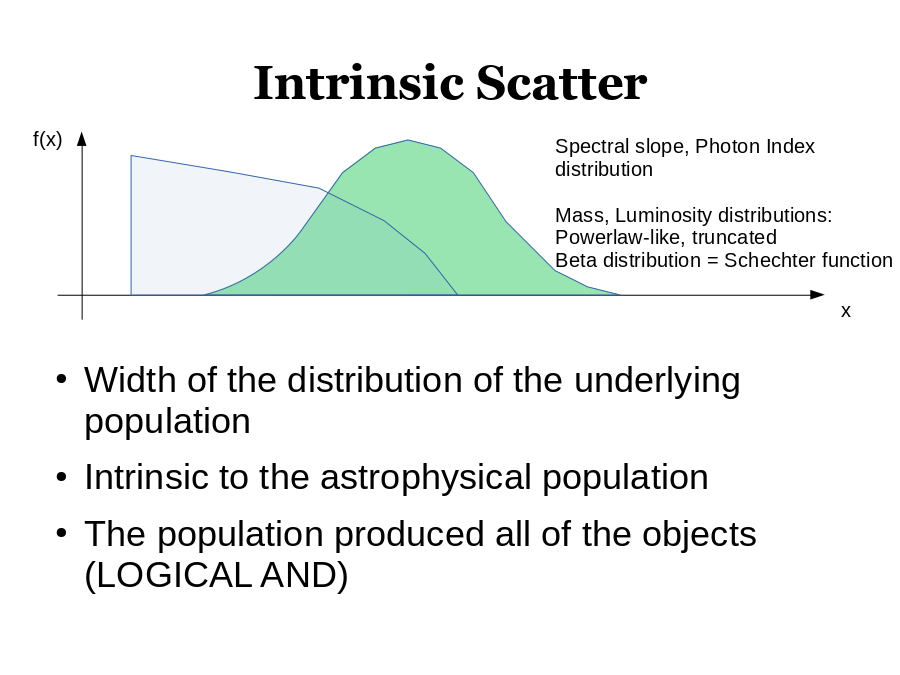 Intrinsic Scatter
f(x)
Spectral slope, Photon Index
distribution
Mass, Luminosity distributions:
Powerlaw-like, truncated
Beta distribution = Schechter function
x
• Width of the distribution of the underlying
population
• Intrinsic to the astrophysical population
• The population produced all of the objects
(LOGICAL AND)